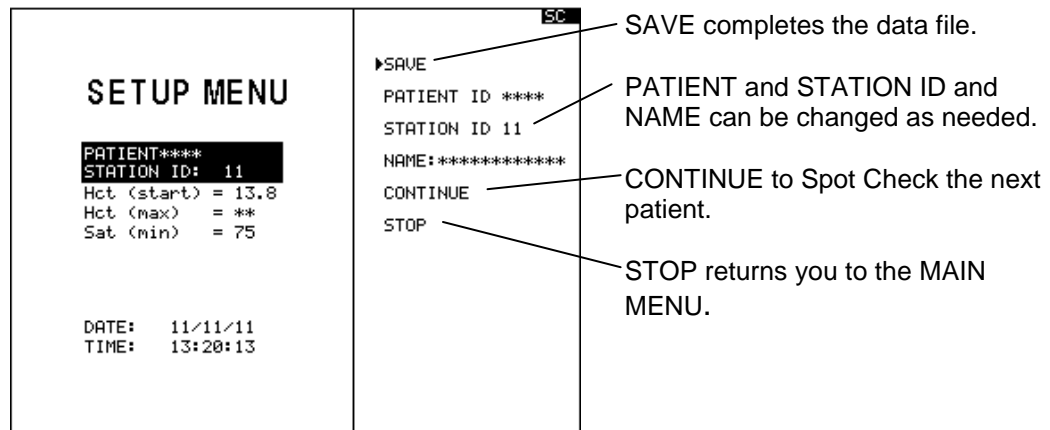 SETUP MENU
PATIENT****
STATION ID: 11
Hct (start) = 13.8
Hct (max) = **
Sat (min) = 75
DATE: 11/11/11
TIME: 13:20:13
SC
▶SAVE
PATIENT ID ****
STATION ID 11
NAME:************
CONTINUE
STOP
SAVE completes the data file.
PATIENT and STATION ID and
NAME can be changed as needed.
CONTINUE to Spot Check the next
patient.
STOP returns you to the MAIN
MENU.